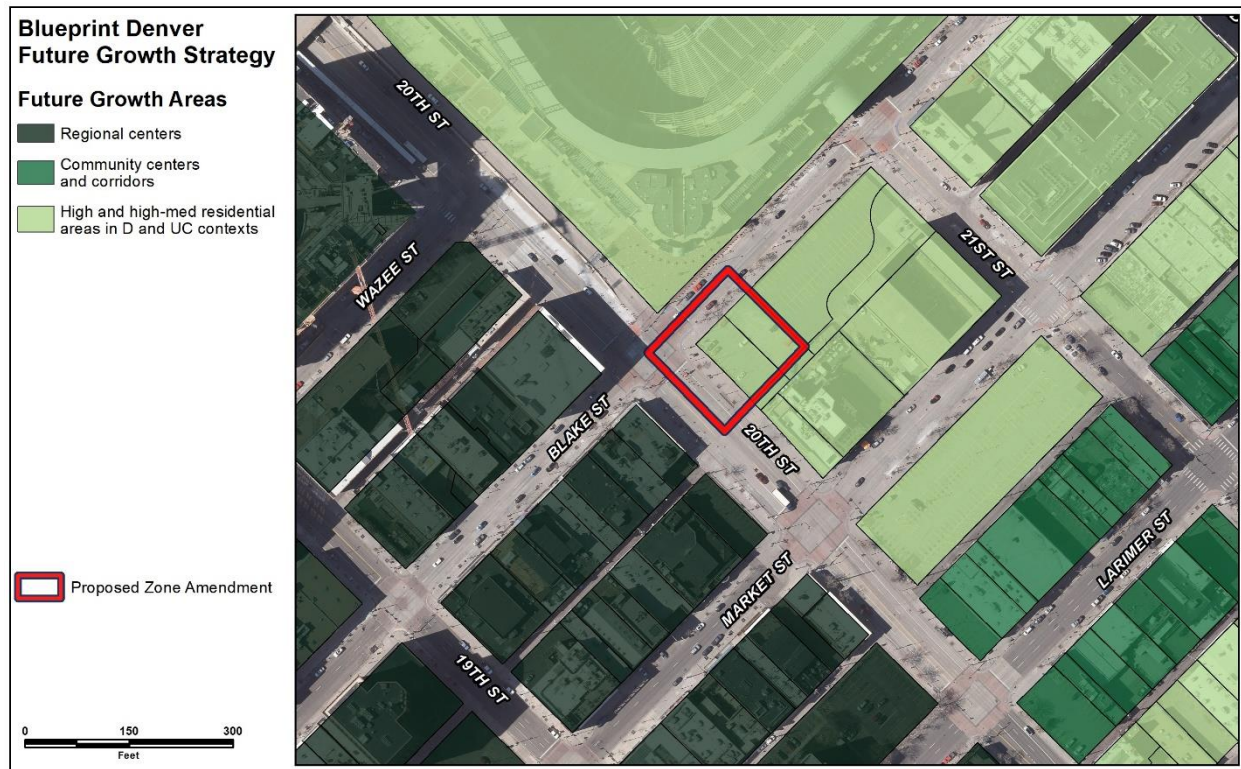 Blueprint Denver
Future Growth Strategy
Future Growth Areas
Regional centers
Community centers
and corridors
High and high-med residential
areas in D and UC contexts
Proposed Zone Amendment
0 150 300
Feet
20TH ST
WAZEE ST
21ST ST
BLAKE ST
20TH ST
MARKET ST
LARIMER ST
19TH ST